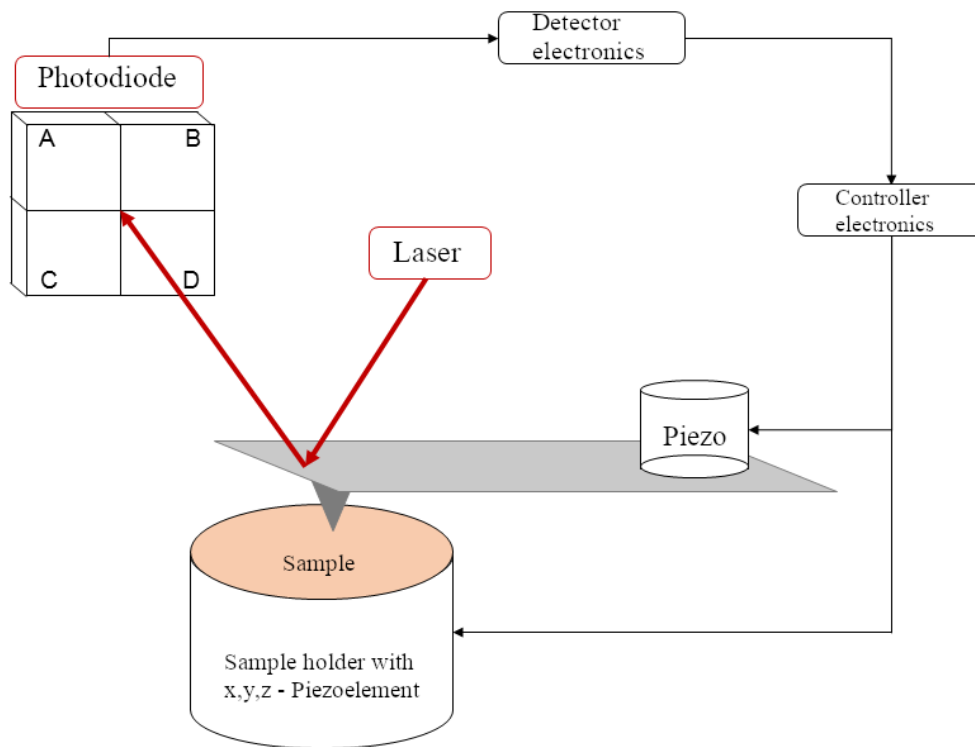 Detector
electronics
Photodiode
A
B
C
D
Controller
electronics
Laser
Piezo
Sample
Sample holder with
x,y,z - Piezoelement